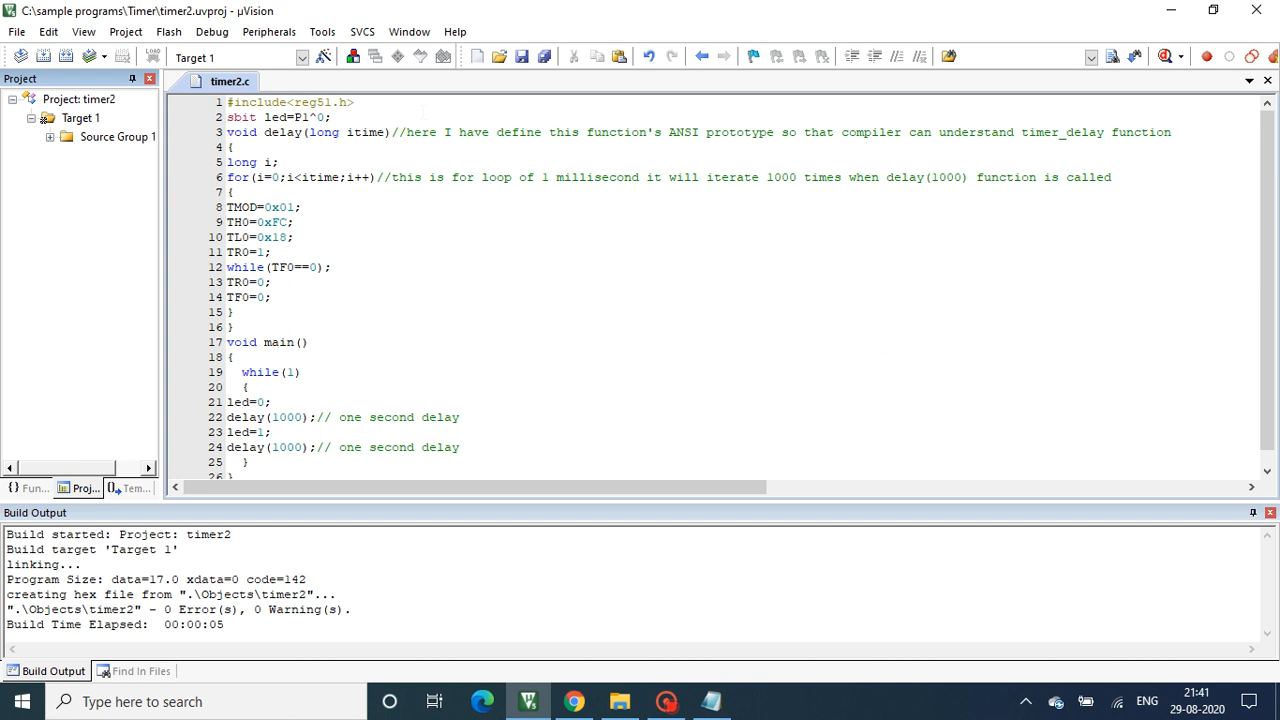 C:\sample programs\Timer\timer2.uvproj - µVision
File Edit View Project Flash Debug Peripherals Tools SVCS Window Help
LOAD Target 1
Project
timer2.c
Project: timer2
Target 1
Source Group 1
1 #include<reg51.h>
2 sbit led=P1^0;
3 void delay(long itime)//here I have define this function's ANSI prototype so that compiler can understand timer_delay function
4 {
5 long i;
6 for(i=0;i<itime;i++)//this is for loop of 1 millisecond it will iterate 1000 times when delay(1000) function is called
7 {
8 TMOD=0x01;
9 TH0=0xFC;
10 TL0=0x18;
11 TR0=1;
12 while(TF0==0);
13 TR0=0;
14 TF0=0;
15 }
16 }
17 void main()
18 {
19 while(1)
20 {
21 led=0;
22 delay(1000);// one second delay
23 led=1;
24 delay(1000);// one second delay
25 }
26 }
{} Fun... Proj... {} Tem...
Build Output
Build started: Project: timer2
Build target 'Target 1'
linking...
Program Size: data=17.0 xdata=0 code=142
creating hex file from ".\Objects\timer2"...
".\Objects\timer2" - 0 Error(s), 0 Warning(s).
Build Time Elapsed: 00:00:05
Build Output Find In Files
Type here to search
ENG
21:41
29-08-2020